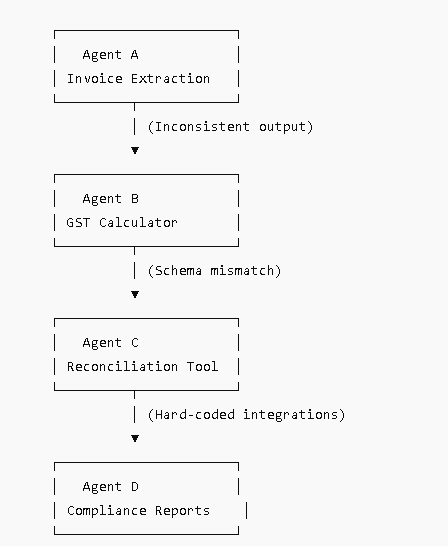 Agent A
Invoice Extraction
(Inconsistent output)
Agent B
GST Calculator
(Schema mismatch)
Agent C
Reconciliation Tool
(Hard-coded integrations)
Agent D
Compliance Reports